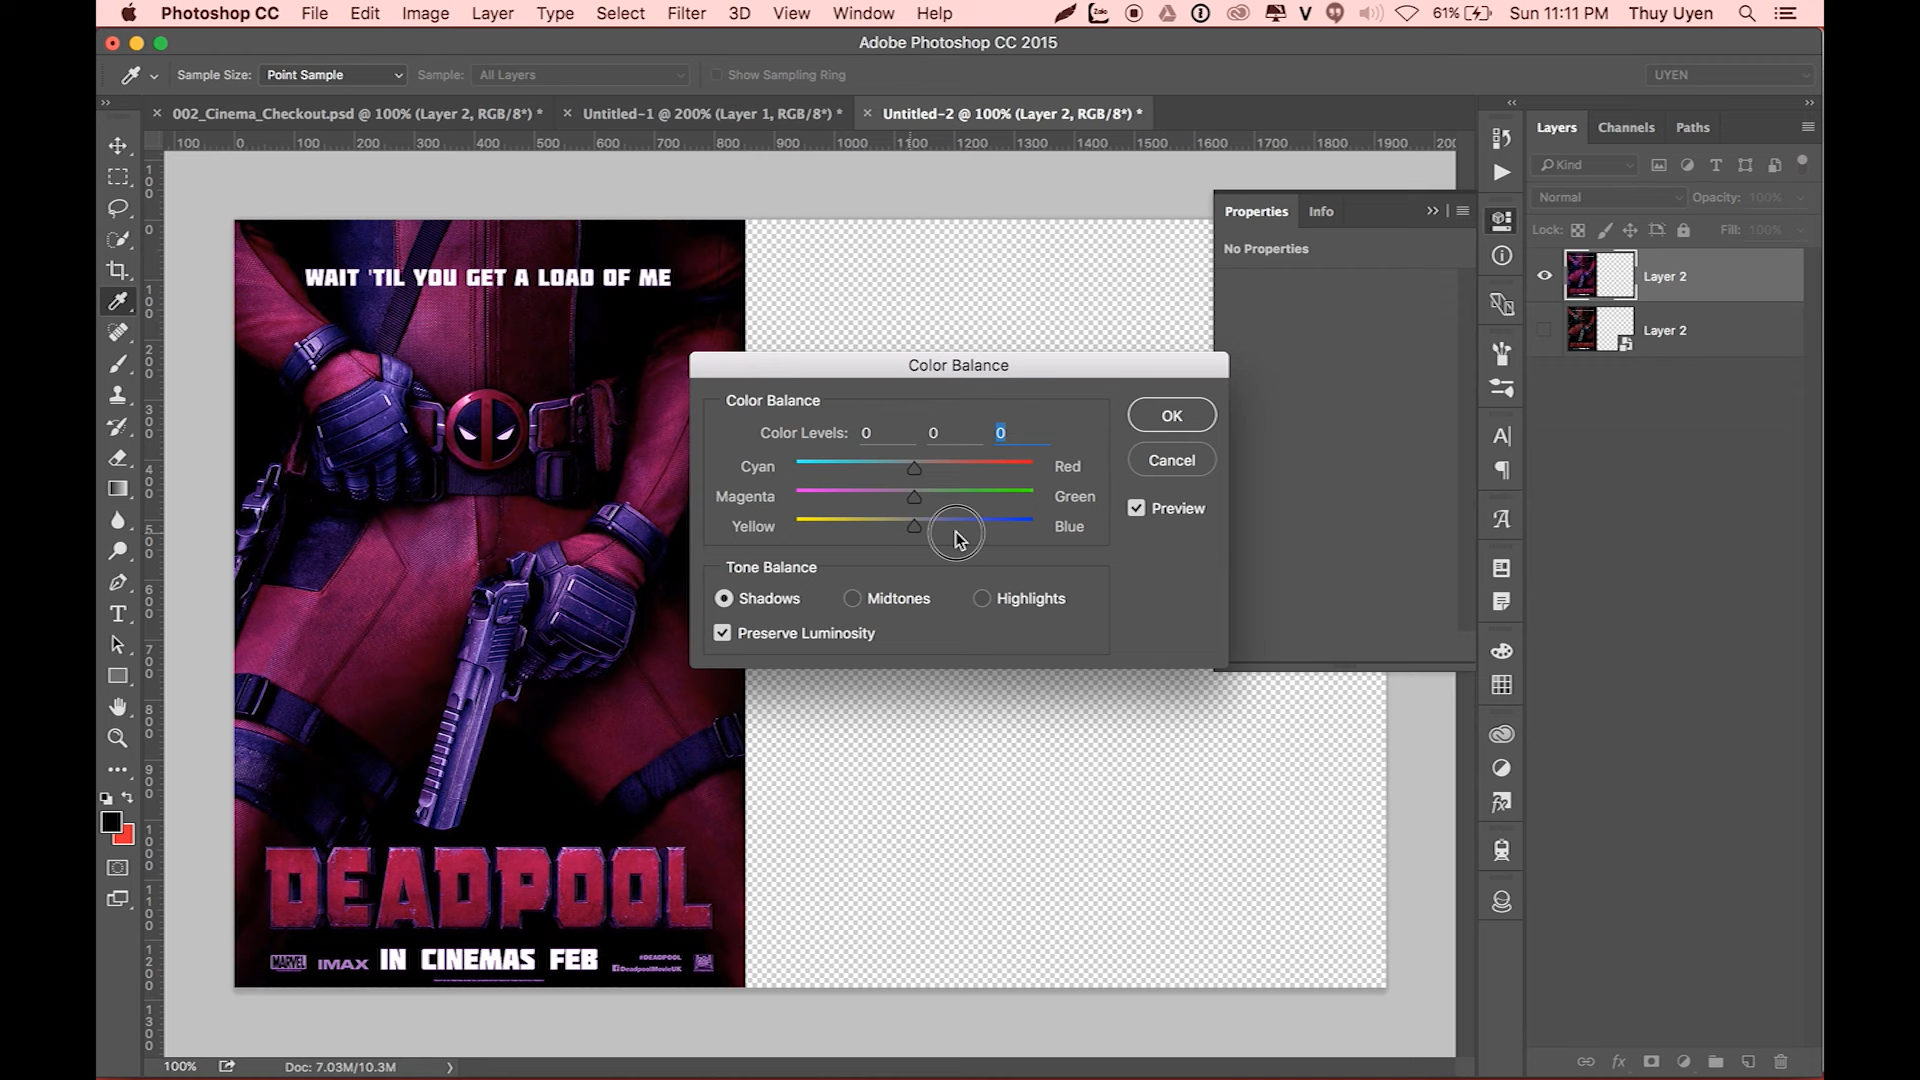 Photoshop CC File Edit Image Layer Type Select Filter 3D View Window Help Zalo V 61% Sun 11:11 PM Thuy Uyen
Adobe Photoshop CC 2015
Sample Size: Point Sample Sample: All Layers Show Sampling Ring UYEN
002_Cinema_Checkout.psd @ 100% (Layer 2, RGB/8*) * Untitled-1 @ 200% (Layer 1, RGB/8*) * Untitled-2 @ 100% (Layer 2, RGB/8*) *
100 0 100 200 300 400 500 600 700 800 900 1000 1100 1200 1300 1400 1500 1600 1700 1800 1900
Layers Channels Paths
Kind
Normal Opacity: 100%
Lock: Fill: 100%
Layer 2
Layer 2
Properties Info
No Properties
WAIT 'TIL YOU GET A LOAD OF ME
Color Balance
Color Balance
Color Levels: 0 0 0
Cyan Red
Magenta Green
Yellow Blue
OK
Cancel
Preview
Tone Balance
Shadows Midtones Highlights
Preserve Luminosity
DEADPOOL
MARVEL IMAX IN CINEMAS FEB #DEADPOOL
DeadpoolMovieUK
100% Doc: 7.03M/10.3M